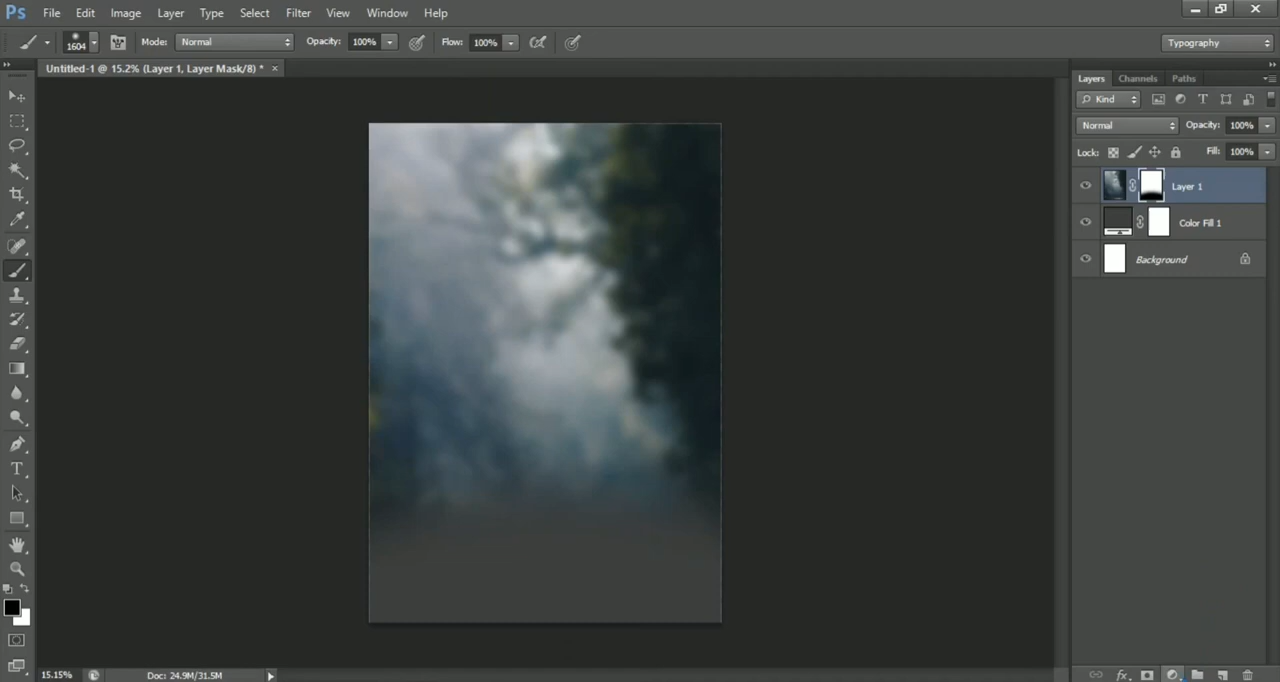 Ps File Edit Image Layer Type Select Filter View Window Help
1604 Mode: Normal Opacity: 100% Flow: 100% Typography
Untitled-1 @ 15.2% (Layer 1, Layer Mask/8) * ×
Layers Channels Paths
Kind
Normal Opacity: 100%
Lock: Fill: 100%
Layer 1
Color Fill 1
Background
15.15% Doc: 24.9M/31.5M